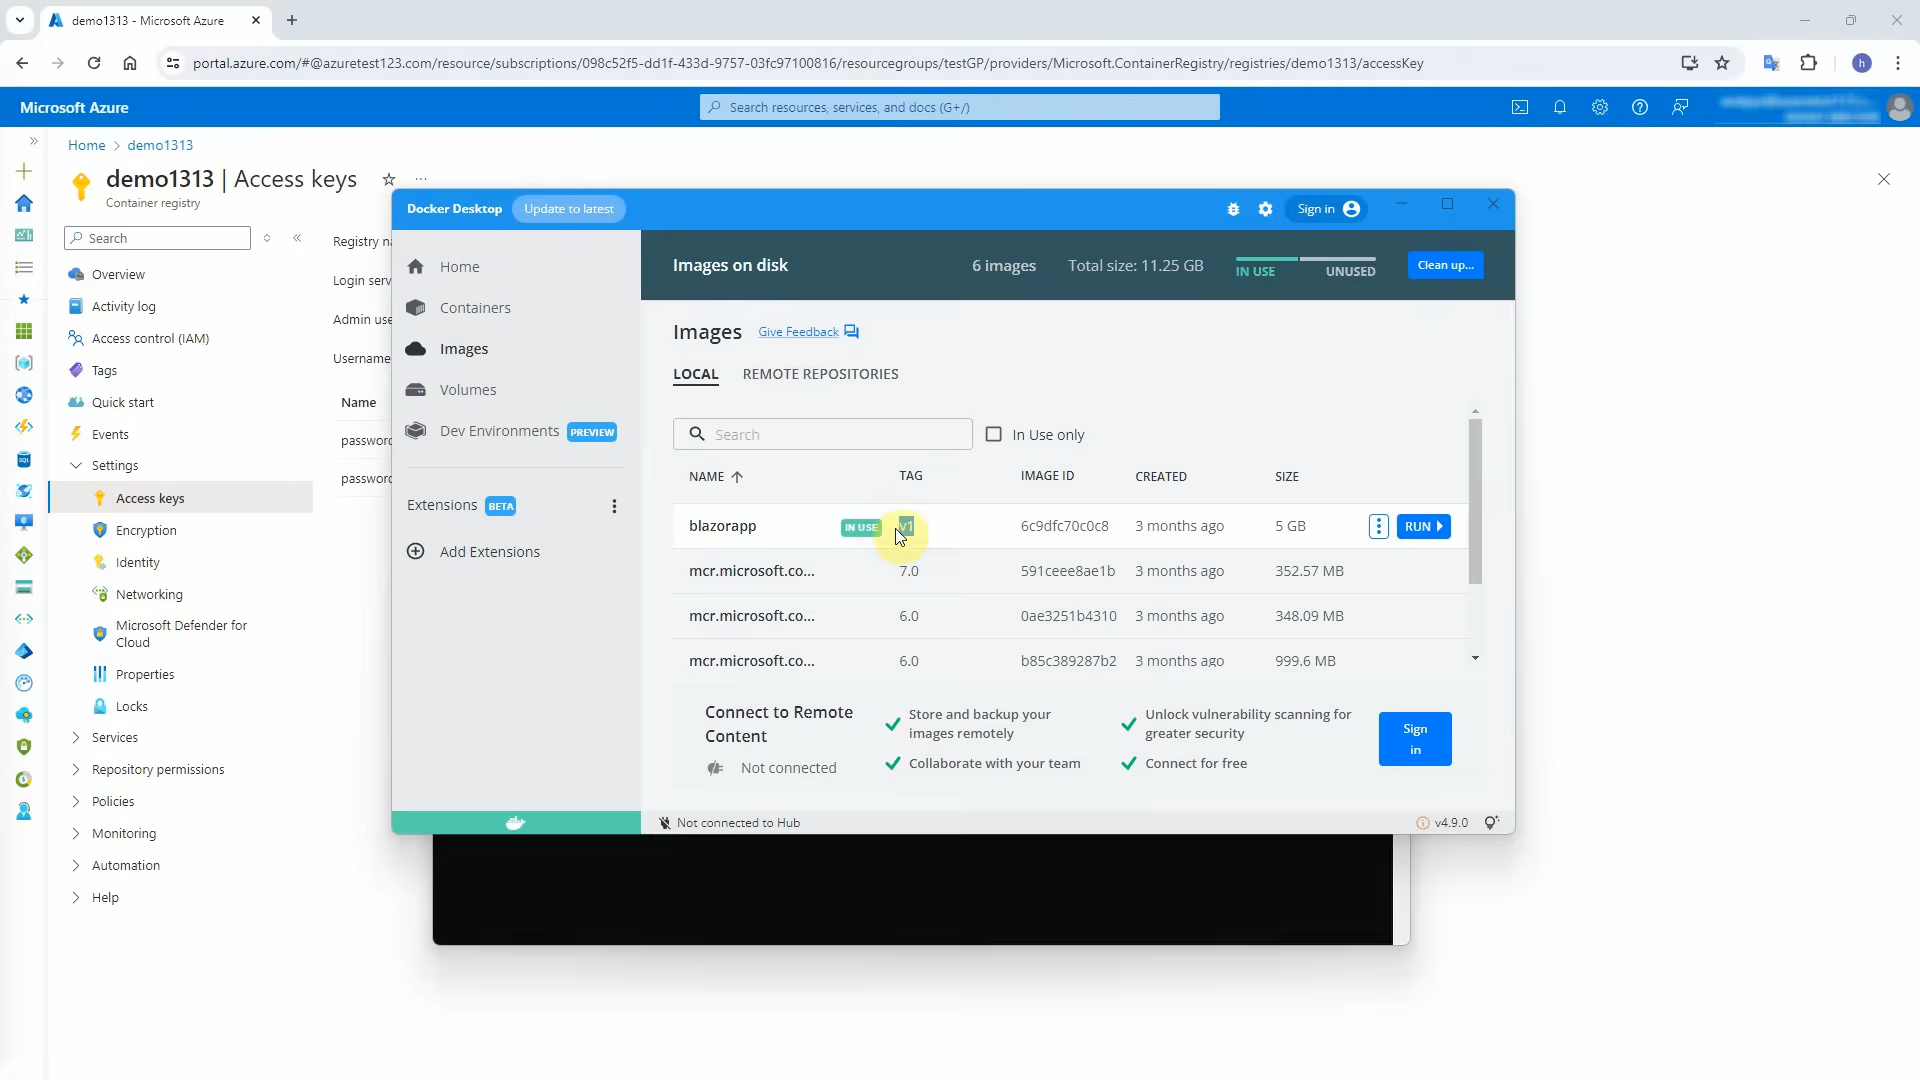 demo1313 - Microsoft Azure
portal.azure.com/#@azuretest123.com/resource/subscriptions/098c52f5-dd1f-433d-9757-03fc97100816/resourcegroups/testGP/providers/Microsoft.ContainerRegistry/registries/demo1313/accessKey
h
Microsoft Azure
Search resources, services, and docs (G+/)
Home > demo1313
demo1313 | Access keys
Container registry
Search
Overview
Activity log
Access control (IAM)
Tags
Quick start
Events
Settings
Access keys
Encryption
Identity
Networking
Microsoft Defender for
Cloud
Properties
Locks
Services
Repository permissions
Policies
Monitoring
Automation
Help
Registry n
Login serv
Admin use
Username
Name
passwor
passwor
Docker Desktop
Update to latest
Sign in
Home
Containers
Images
Volumes
Dev Environments PREVIEW
Extensions BETA
Add Extensions
Images on disk
6 images
Total size: 11.25 GB
IN USE
UNUSED
Clean up...
Images
Give Feedback
LOCAL
REMOTE REPOSITORIES
Search
In Use only
NAME TAG IMAGE ID CREATED SIZE
blazorapp IN USE v1 6c9dfc70c0c8 3 months ago 5 GB RUN
mcr.microsoft.co... 7.0 591ceee8ae1b 3 months ago 352.57 MB
mcr.microsoft.co... 6.0 0ae3251b4310 3 months ago 348.09 MB
mcr.microsoft.co... 6.0 b85c389287b2 3 months ago 999.6 MB
Connect to Remote
Content
Not connected
Store and backup your
images remotely
Collaborate with your team
Unlock vulnerability scanning for
greater security
Connect for free
Sign
in
Not connected to Hub
v4.9.0